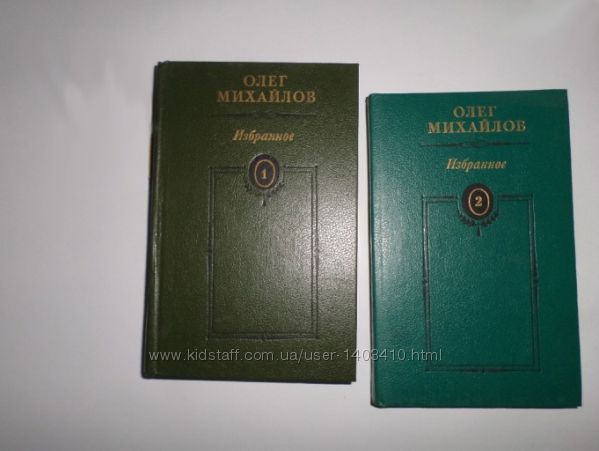 ОЛЕГ
МИХАЙЛОВ
Избранное
1
ОЛЕГ
МИХАЙЛОВ
Избранное
2
www.kidstaff.com.ua/user-1403410.html